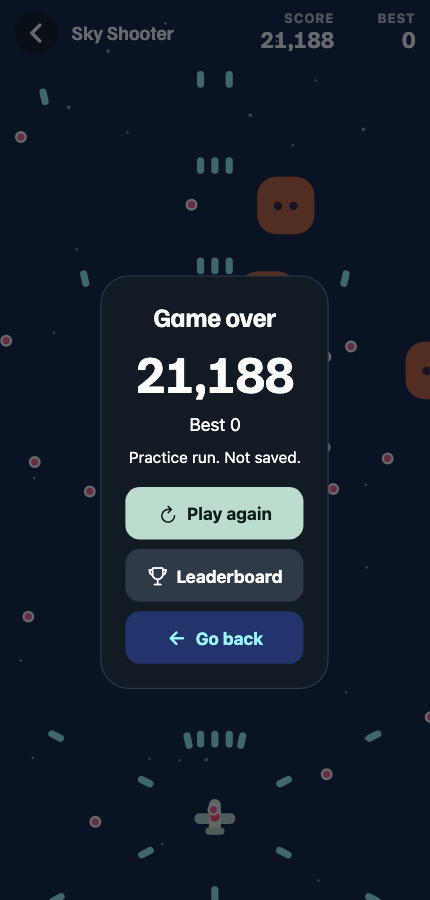 Sky Shooter
SCORE
21,188
BEST
0
Game over
21,188
Best 0
Practice run. Not saved.
Play again
Leaderboard
Go back